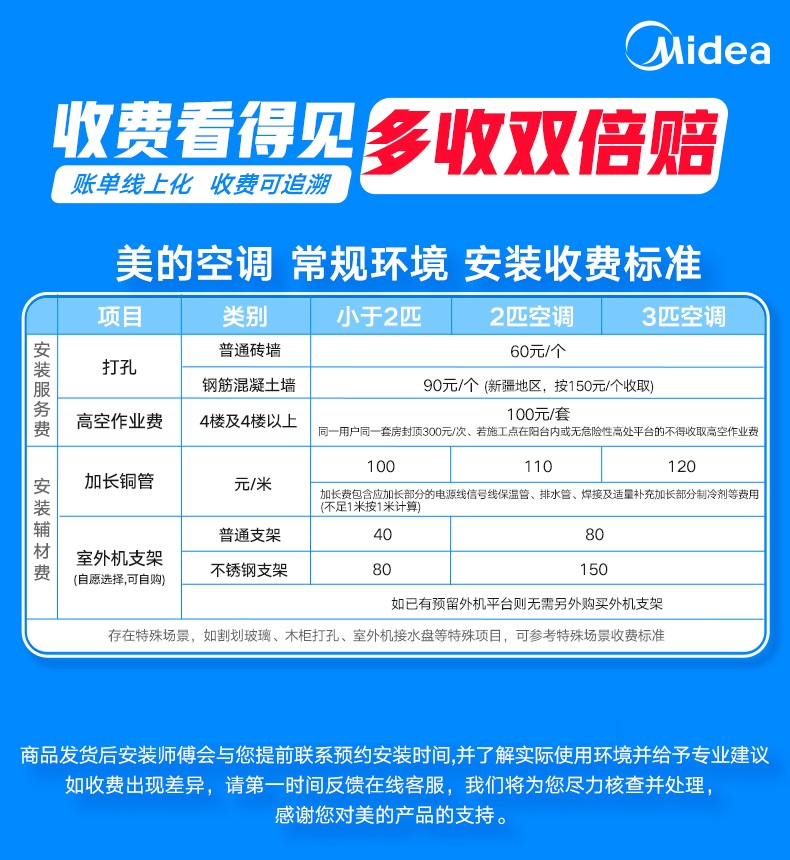 Midea
收费看得见 多收双倍赔
账单线上化 收费可追溯
美的空调 常规环境 安装收费标准
项目 类别 小于2匹 2匹空调 3匹空调
安装服务费
打孔
普通砖墙 60元/个
钢筋混凝土墙 90元/个 (新疆地区，按150元/个收取)
高空作业费 4楼及4楼以上 100元/套
同一用户同一套房封顶300元/次、若施工点在阳台内或无危险性高处平台的不得收取高空作业费
安装辅材费
加长铜管 元/米 100 110 120
加长费包含应加长部分的电源线信号线保温管、排水管、焊接及适量补充加长部分制冷剂等费用
(不足1米按1米计算)
室外机支架
(自愿选择,可自购)
普通支架 40 80
不锈钢支架 80 150
如已有预留外机平台则无需另外购买外机支架
存在特殊场景，如割划玻璃、木柜打孔、室外机接水盘等特殊项目，可参考特殊场景收费标准
商品发货后安装师傅会与您提前联系预约安装时间,并了解实际使用环境并给予专业建议
如收费出现差异，请第一时间反馈在线客服，我们将为您尽力核查并处理，
感谢您对美的产品的支持。